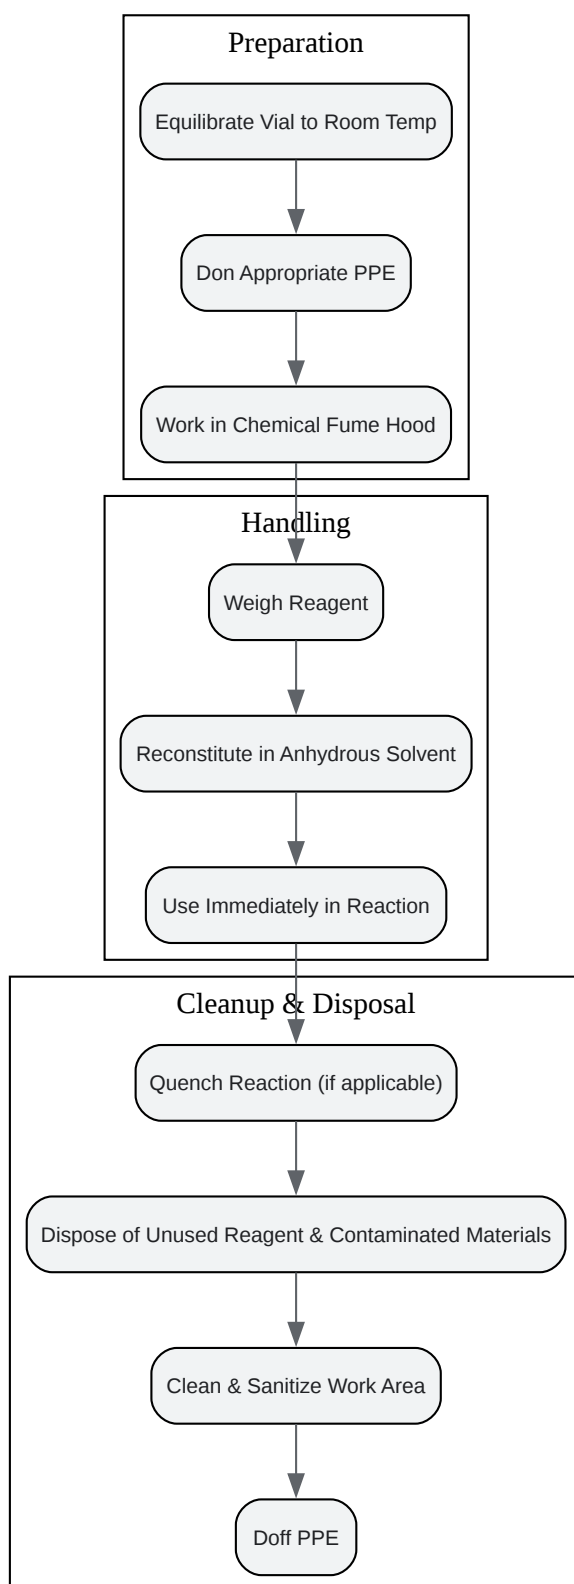 Preparation
Equilibrate Vial to Room Temp
Don Appropriate PPE
Work in Chemical Fume Hood
Handling
Weigh Reagent
Reconstitute in Anhydrous Solvent
Use Immediately in Reaction
Cleanup & Disposal
Quench Reaction (if applicable)
Dispose of Unused Reagent & Contaminated Materials
Clean & Sanitize Work Area
Doff PPE